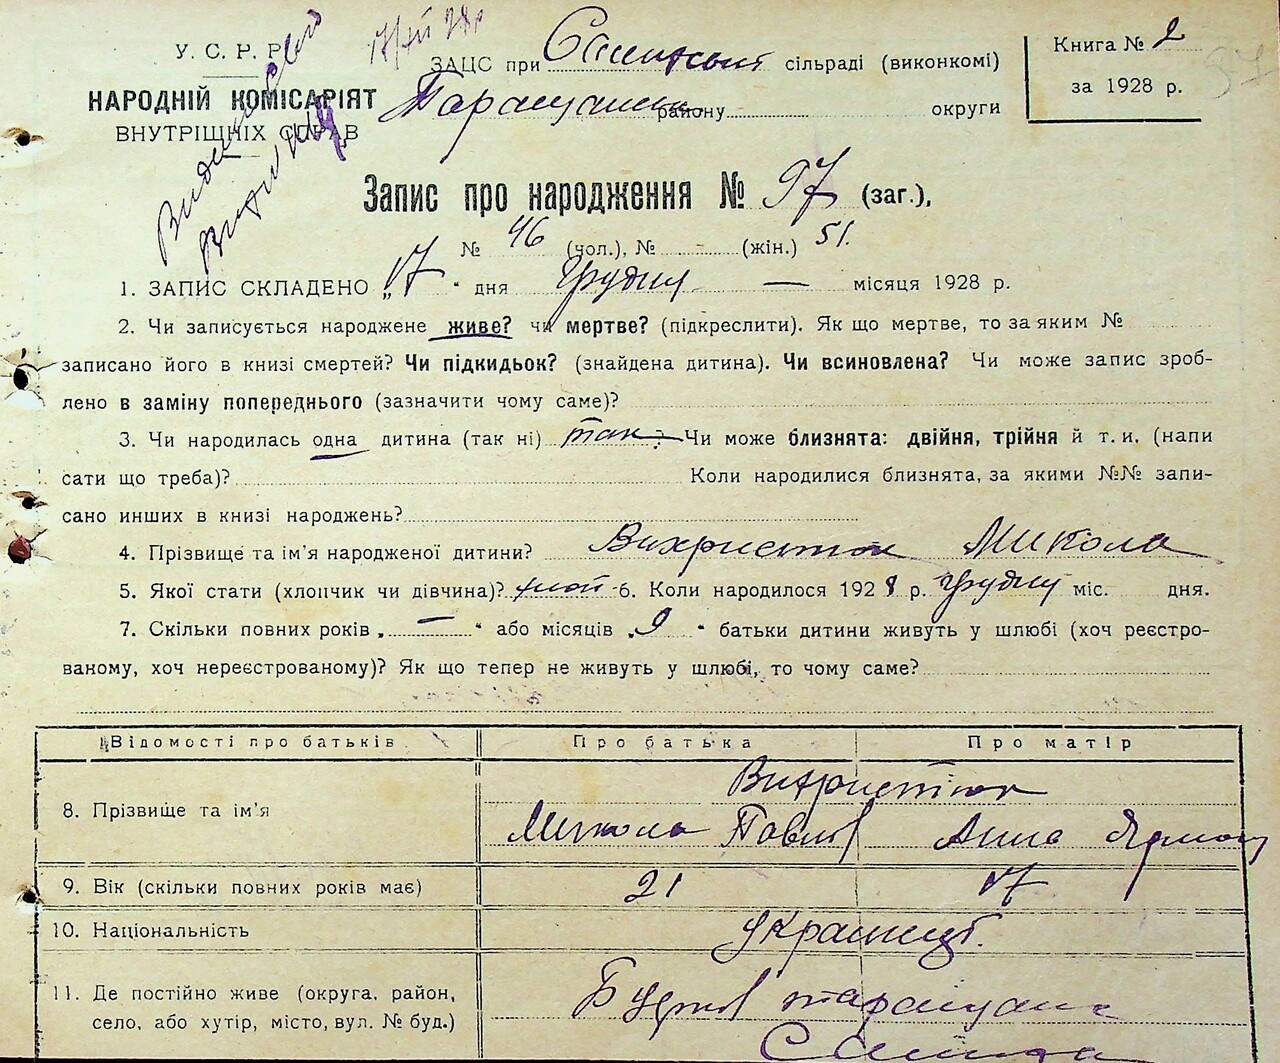 У. С. Р. Р.
НАРОДНІЙ КОМІСАРІЯТ
ВНУТРІШНІХ СПРАВ
ЗАЦС при сільраді (виконкомі)
району округи
Книга № 2
за 1928 р.
97
Запис про народження № 97 (заг.),
№ 46 (чол.), № (жін.) 51.
1. ЗАПИС СКЛАДЕНО „17“ дня Грудня — місяця 1928 р.
2. Чи записується народжене живе? чи мертве? (підкреслити). Як що мертве, то за яким №
записано його в книзі смертей? Чи підкидьок? (знайдена дитина). Чи всиновлена? Чи може запис зроб-
лено в заміну попереднього (зазначити чому саме)?
3. Чи народилась одна дитина (так ні) так ? Чи може близнята: двійня, трійня й т. и. (напи
сати що треба)? Коли народилися близнята, за якими №№ запи-
сано инших в книзі народжень?
4. Прізвище та ім'я народженої дитини? Вихристюк Микола
5. Якої стати (хлопчик чи дівчина)? 6. Коли народилося 1928 р. Грудня міс. дня.
7. Скільки повних років „—“ або місяців „9“ батьки дитини живуть у шлюбі (хоч реєстро-
ваному, хоч нереєстрованому)? Як що тепер не живуть у шлюбі, то чому саме?
Відомості про батьків Про батька Про матір
8. Прізвище та ім'я Вихристюк
Микола Павлов Анна
9. Вік (скільки повних років має) 21 17
10. Національність
11. Де постійно живе (округа, район,
село, або хутір, місто, вул. № буд.)